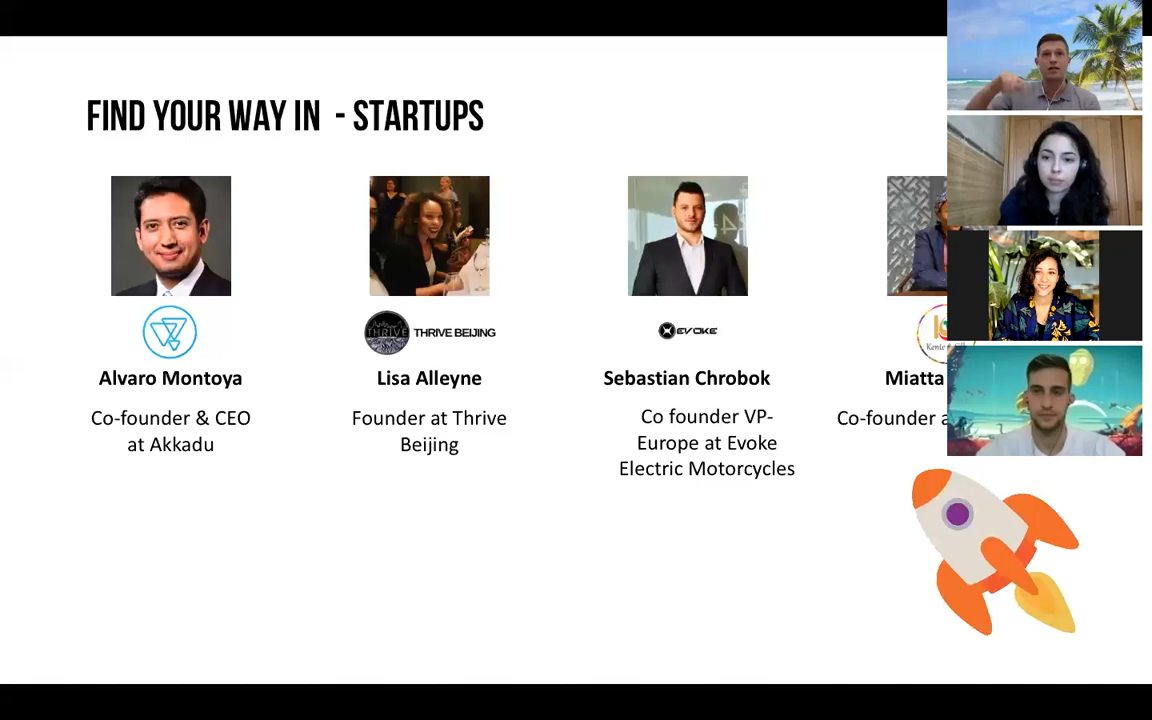 FIND YOUR WAY IN - STARTUPS
THRIVE
THRIVE BEIJING
EVOKE
Alvaro Montoya
Lisa Alleyne
Sebastian Chrobok
Miatta
Co-founder & CEO
at Akkadu
Founder at Thrive
Beijing
Co founder VP-
Europe at Evoke
Electric Motorcycles
Co-founder a